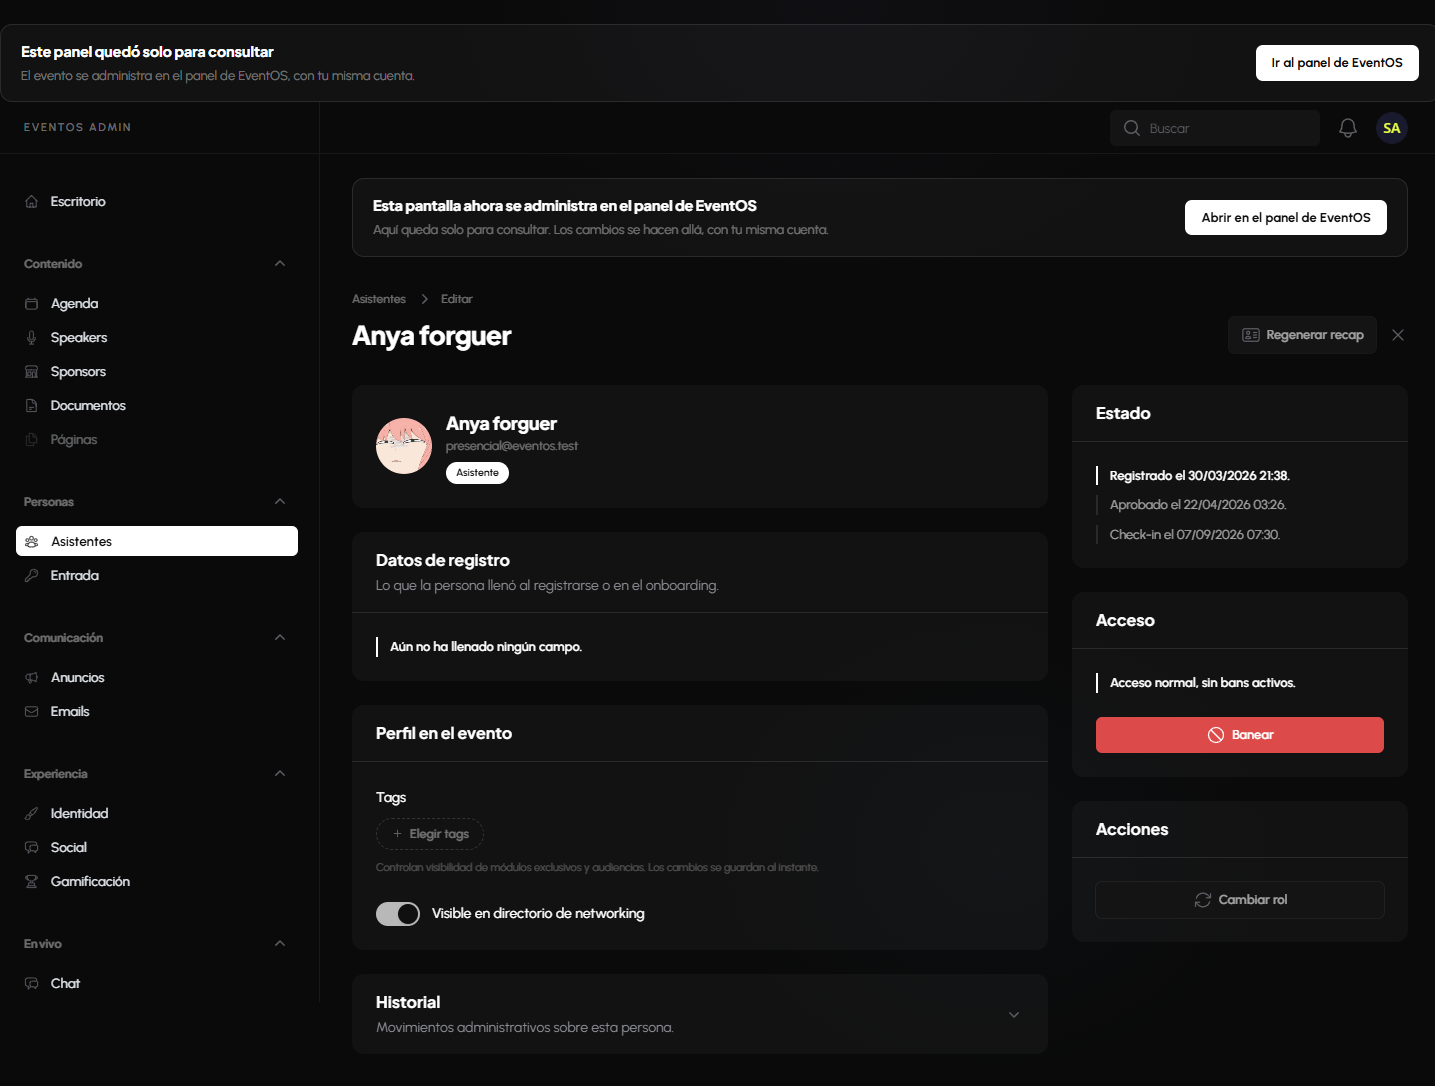 Este panel quedó solo para consultar
El evento se administra en el panel de EventOS, con tu misma cuenta.
Ir al panel de EventOS
EVENTOS ADMIN
Buscar
SA
Escritorio
Contenido
Agenda
Speakers
Sponsors
Documentos
Páginas
Personas
Asistentes
Entrada
Comunicación
Anuncios
Emails
Experiencia
Identidad
Social
Gamificación
En vivo
Chat
Esta pantalla ahora se administra en el panel de EventOS
Aquí queda solo para consultar. Los cambios se hacen allá, con tu misma cuenta.
Abrir en el panel de EventOS
Asistentes > Editar
Anya forguer
Regenerar recap
Anya forguer
presencial@eventos.test
Asistente
Datos de registro
Lo que la persona llenó al registrarse o en el onboarding.
Aún no ha llenado ningún campo.
Perfil en el evento
Tags
+ Elegir tags
Controlan visibilidad de módulos exclusivos y audiencias. Los cambios se guardan al instante.
Visible en directorio de networking
Historial
Movimientos administrativos sobre esta persona.
Estado
Registrado el 30/03/2026 21:38.
Aprobado el 22/04/2026 03:26.
Check-in el 07/09/2026 07:30.
Acceso
Acceso normal, sin bans activos.
Banear
Acciones
Cambiar rol